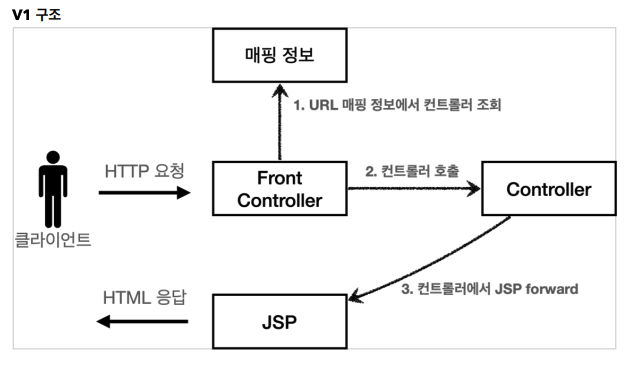 V1 구조
매핑 정보
1. URL 매핑 정보에서 컨트롤러 조회
HTTP 요청
Front
Controller
2. 컨트롤러 호출
Controller
클라이언트
3. 컨트롤러에서 JSP forward
HTML 응답
JSP